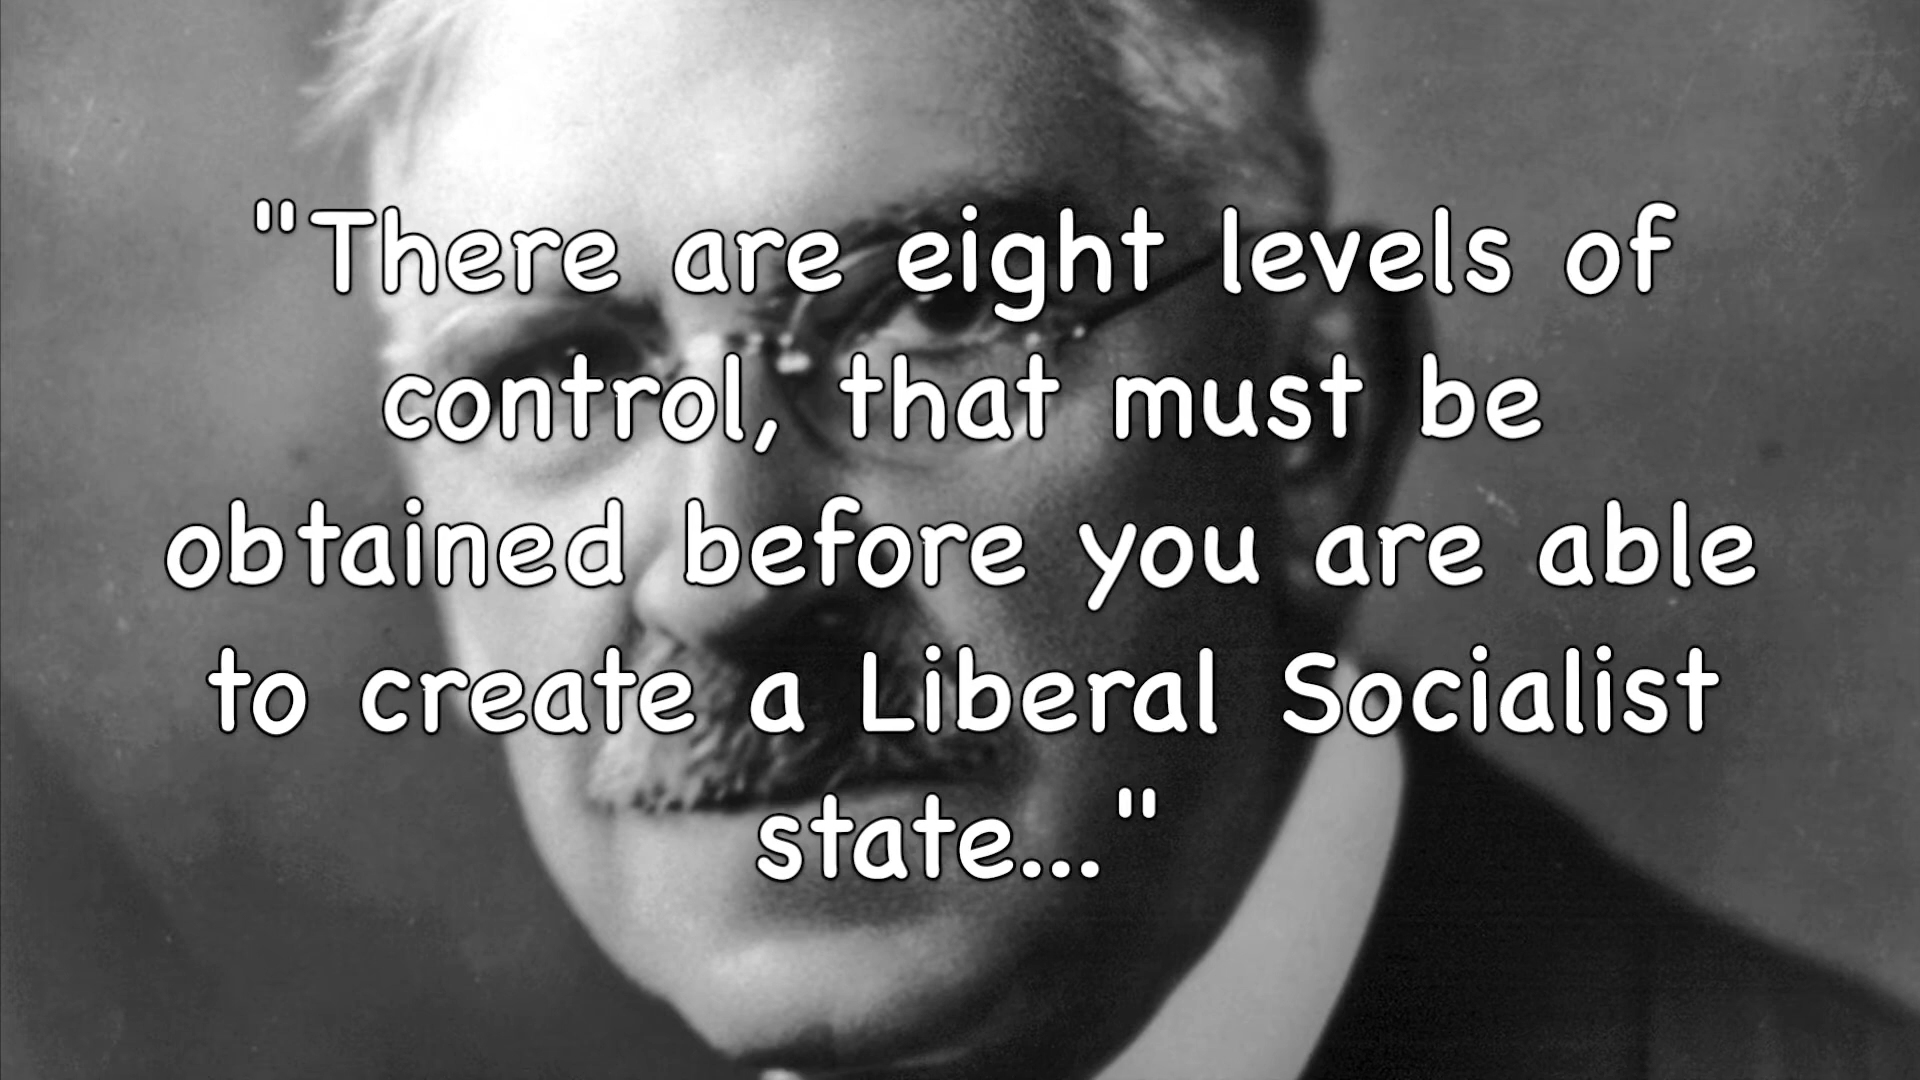 "There are eight levels of
control, that must be
obtained before you are able
to create a Liberal Socialist
state..."